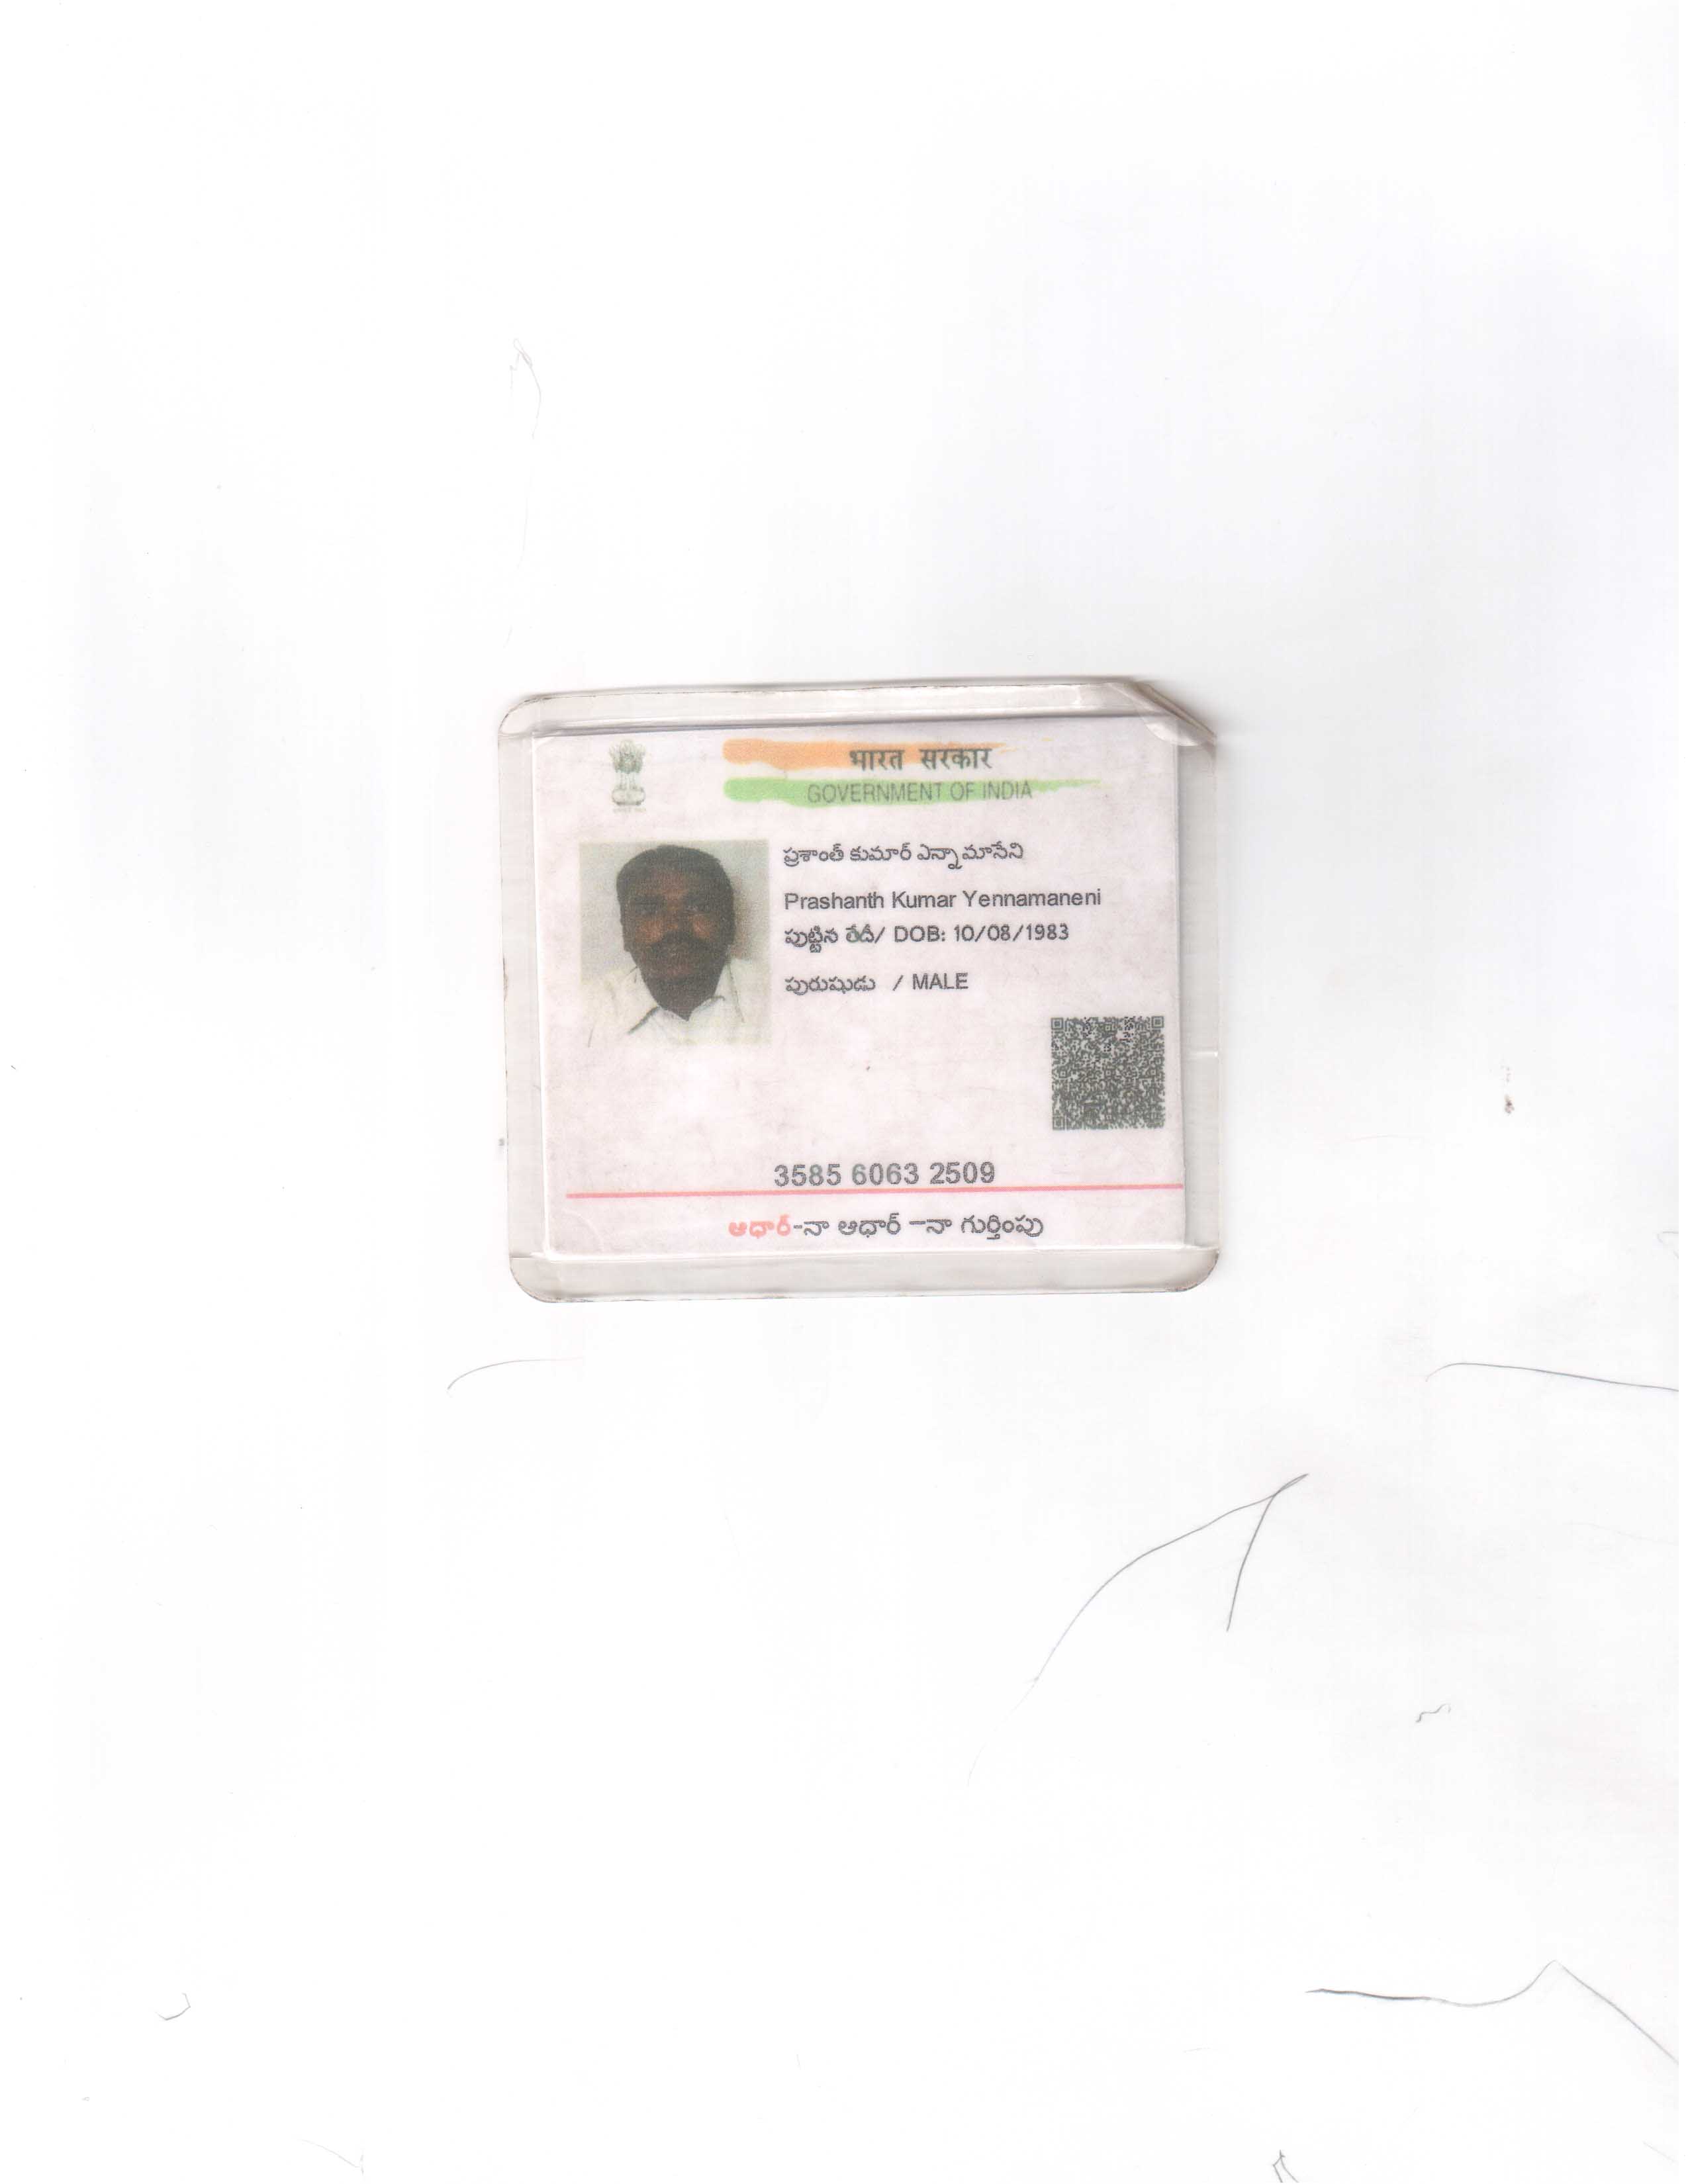 भारत सरकार
GOVERNMENT OF INDIA
ప్రశాంత్ కుమార్ ఎన్నామానేని
Prashanth Kumar Yennamaneni
పుట్టిన తేదీ/ DOB: 10/08/1983
పురుషుడు / MALE
3585 6063 2509
ఆధార్-నా ఆధార్ –నా గుర్తింపు